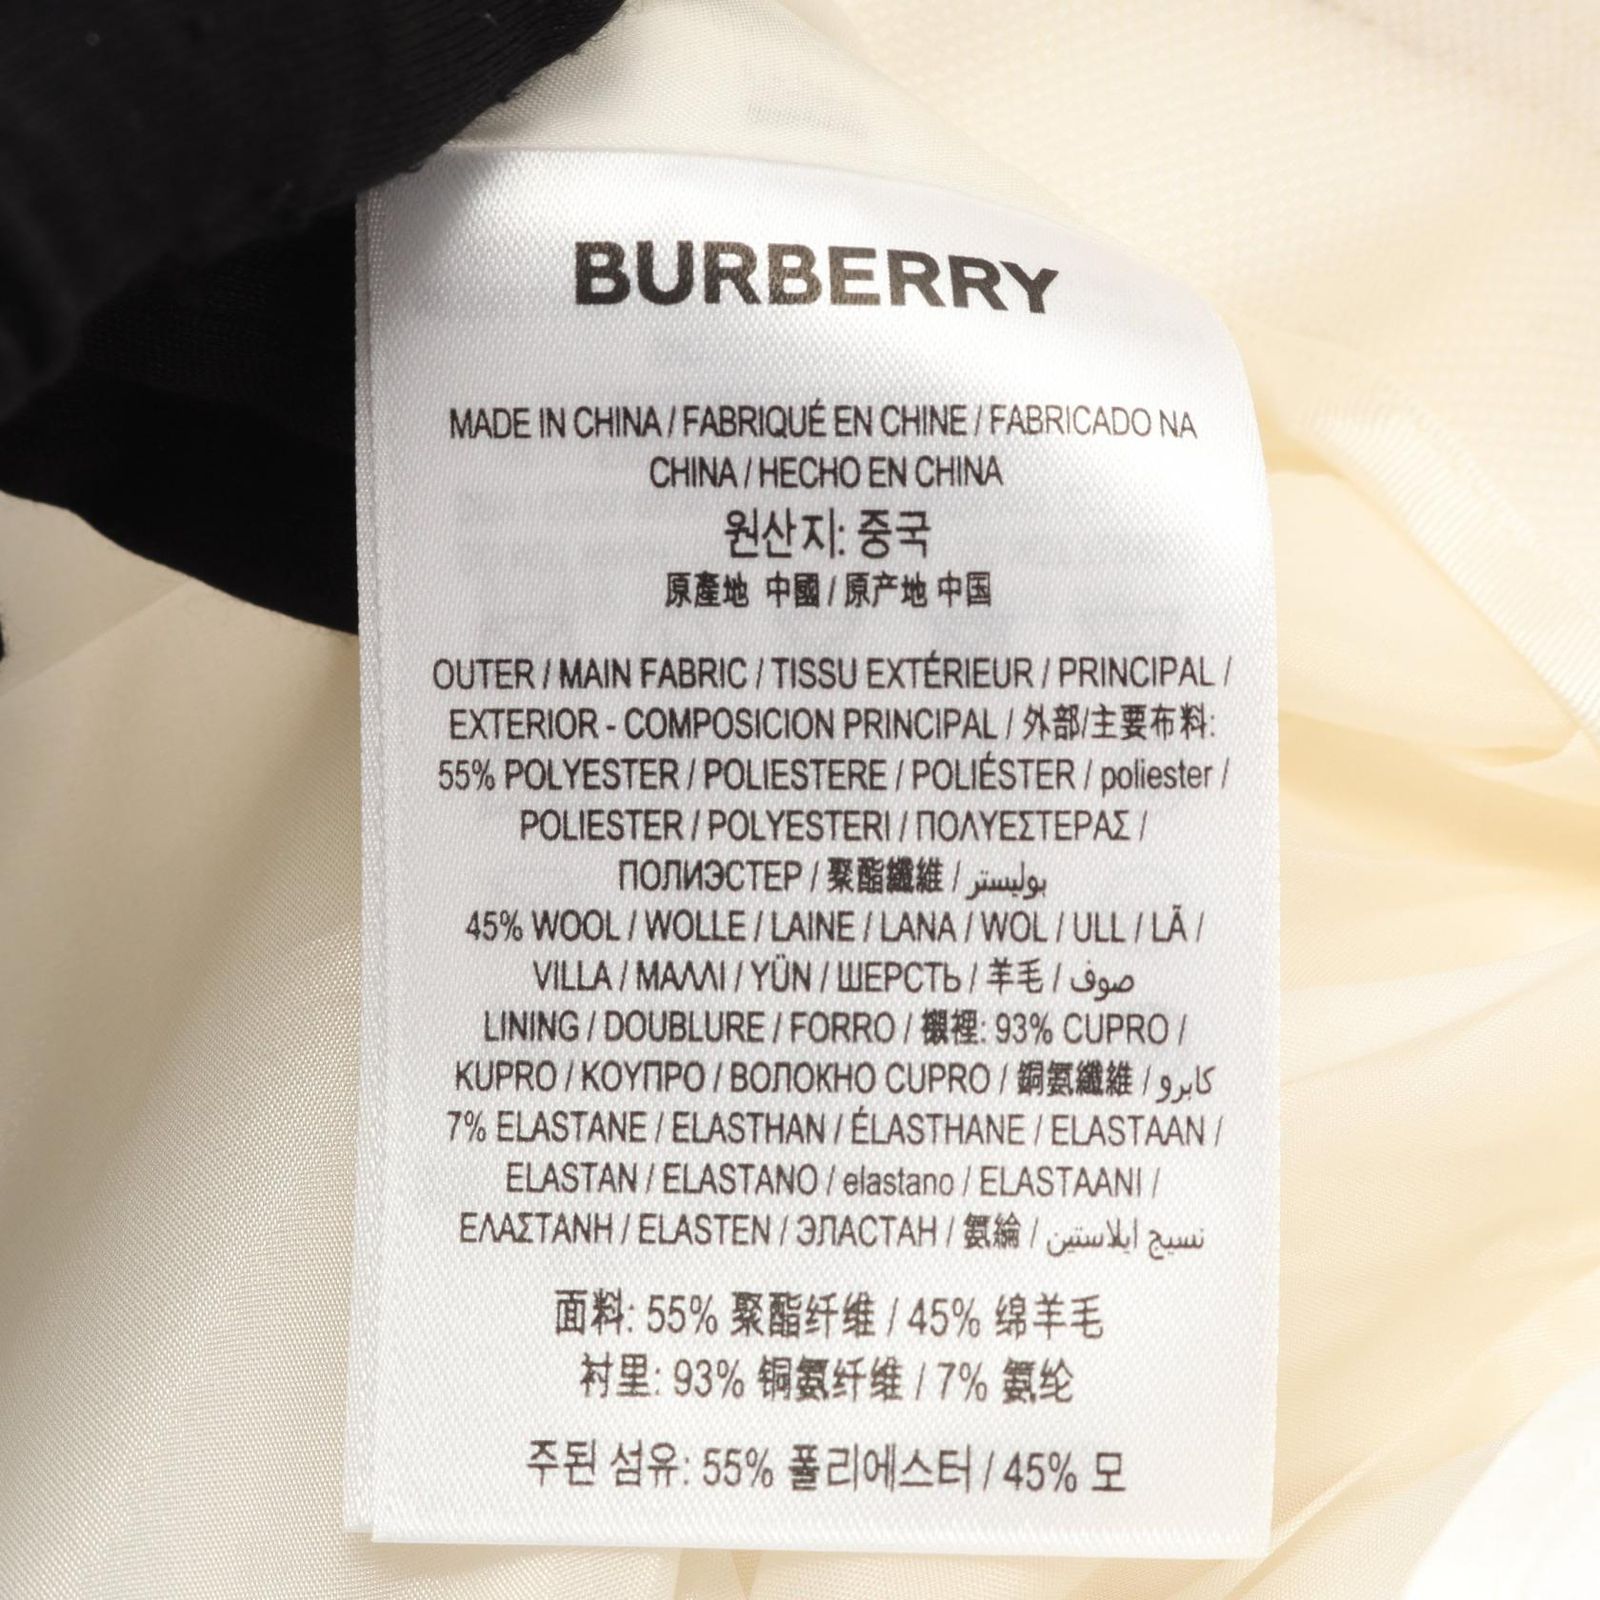 BURBERRY
MADE IN CHINA / FABRIQUÉ EN CHINE / FABRICADO NA
CHINA / HECHO EN CHINA
원산지: 중국
原產地 中國 / 原产地 中国
OUTER / MAIN FABRIC / TISSU EXTÉRIEUR / PRINCIPAL /
EXTERIOR - COMPOSICION PRINCIPAL / 外部/主要布料:
55% POLYESTER / POLIESTERE / POLIÉSTER / poliester /
POLIESTER / POLYESTERI / ΠΟΛΥΕΣΤΕΡΑΣ /
ПОЛИЭСТЕР / 聚酯纖維 / بوليستر
45% WOOL / WOLLE / LAINE / LANA / WOL / ULL / LÃ /
VILLA / ΜΑΛΛΙ / YÜN / ШЕРСТЬ / 羊毛 / صوف
LINING / DOUBLURE / FORRO / 襯裡: 93% CUPRO /
KUPRO / ΚΟΥΠΡΟ / ВОЛОКНО CUPRO / 銅氨纖維 / كابرو
7% ELASTANE / ELASTHAN / ÉLASTHANE / ELASTAAN /
ELASTAN / ELASTANO / elastano / ELASTAANI /
ΕΛΑΣΤΑΝΗ / ELASTEN / ЭЛАСТАН / 氨綸 / نسيج ايلاستين
面料: 55% 聚酯纤维 / 45% 绵羊毛
衬里: 93% 铜氨纤维 / 7% 氨纶
주된 섬유: 55% 폴리에스터 / 45% 모